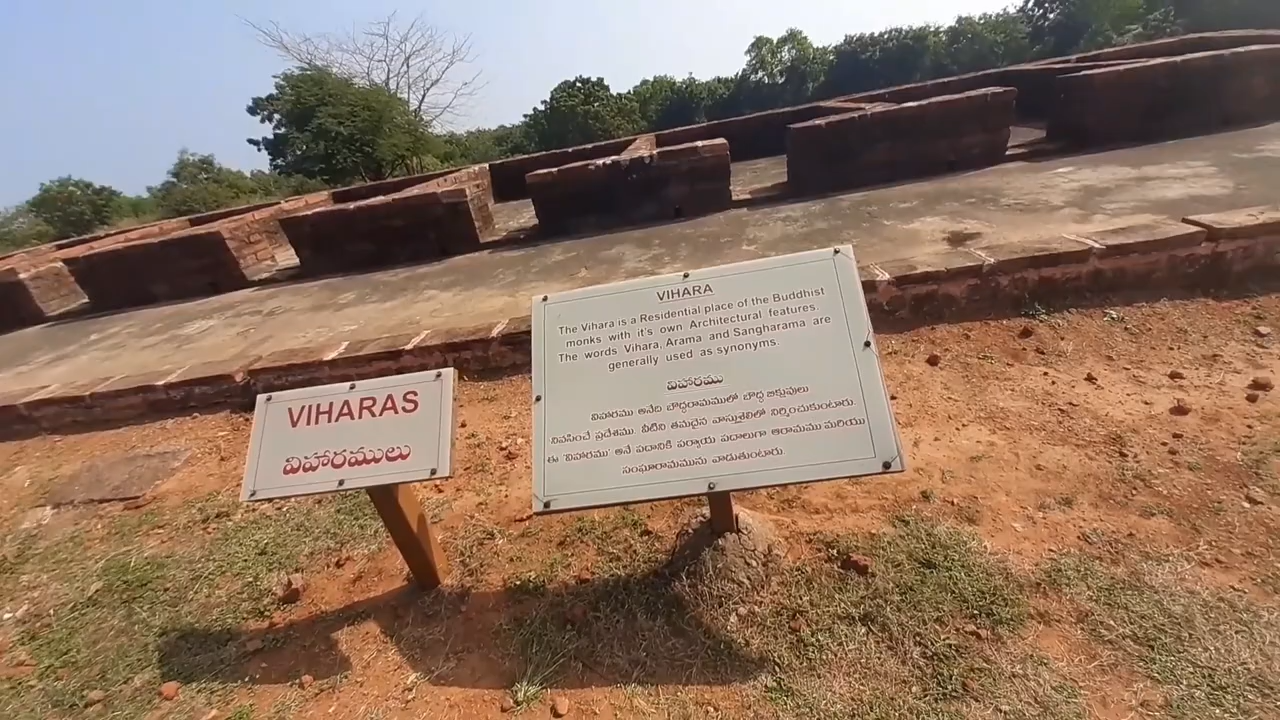 VIHARAS
విహారములు
VIHARA
The Vihara is a Residential place of the Buddhist
monks with it's own Architectural features.
The words Vihara, Arama and Sangharama are
generally used as synonyms.
విహారము
విహారము అనేది బౌద్ధారామములో బౌద్ధ భిక్షువులు
నివసించే ప్రదేశము. వీటిని తమదైన వాస్తుశైలిలో నిర్మించుకుంటారు.
ఈ 'విహారము' అనే పదానికి పర్యాయ పదాలుగా ఆరామము మరియు
సంఘారామమును వాడుతుంటారు.